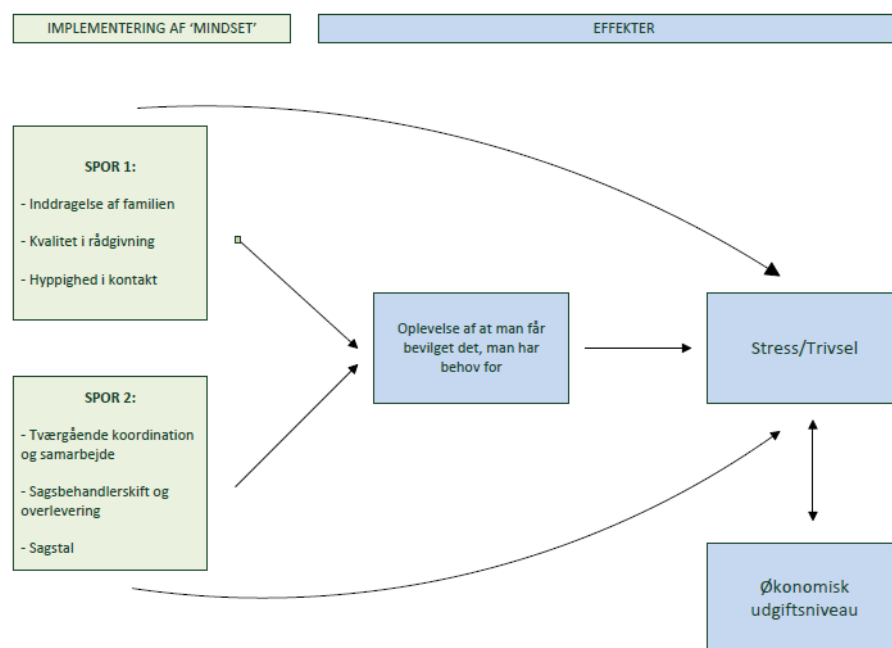 IMPLEMENTERING AF ‘MINDSET’
EFFEKTER
SPOR 1:
- Inddragelse af familien
- Kvalitet i rådgivning
- Hyppighed i kontakt
Oplevelse af at man får
bevilget det, man har
behov for
Stress/Trivsel
SPOR 2:
- Tværgående koordination
og samarbejde
- Sagsbehandlerskift og
overlevering
- Sagstal
Økonomisk
udgiftsniveau